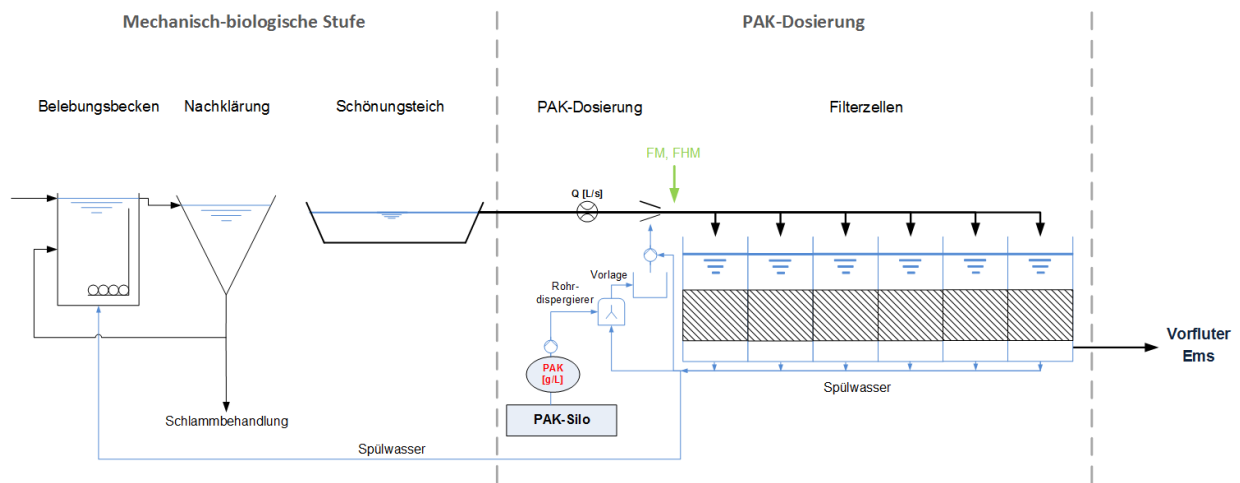 Mechanisch-biologische Stufe
PAK-Dosierung
Belebungsbecken
Nachklärung
Schönungsteich
PAK-Dosierung
Filterzellen
FM, FHM
Q [L/s]
Vorlage
Rohr-
dispergierer
PAK
[g/L]
PAK-Silo
Vorfluter
Ems
Spülwasser
Schlammbehandlung
Spülwasser